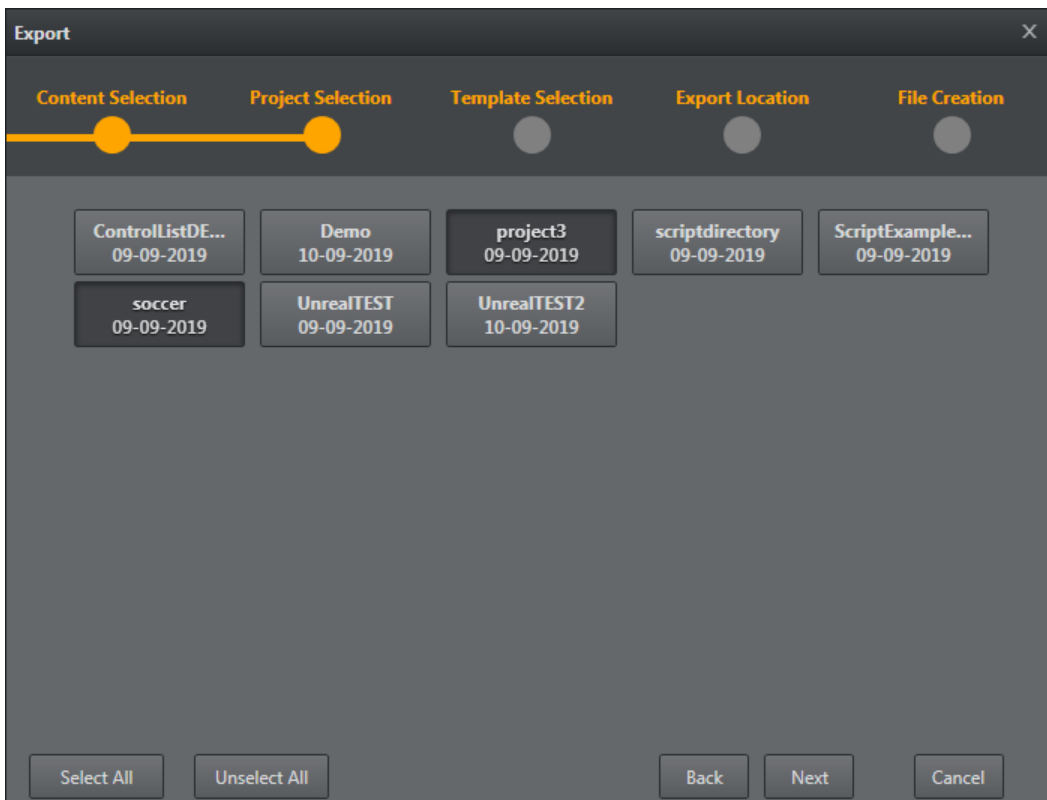 Export X
Content Selection Project Selection Template Selection Export Location File Creation
ControlListDE... Demo project3 scriptdirectory ScriptExample...
09-09-2019 10-09-2019 09-09-2019 09-09-2019 09-09-2019
soccer UnrealTEST UnrealTEST2
09-09-2019 09-09-2019 10-09-2019
Select All Unselect All Back Next Cancel